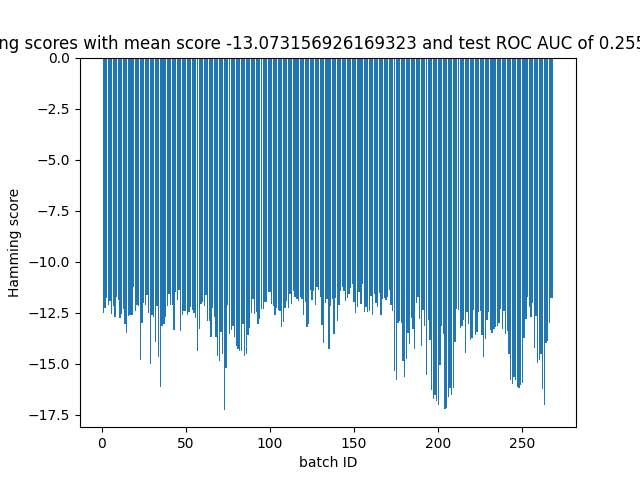 ng scores with mean score -13.073156926169323 and test ROC AUC of 0.255
0.0
−2.5
−5.0
−7.5
−10.0
−12.5
−15.0
−17.5
Hamming score
0 50 100 150 200 250
batch ID